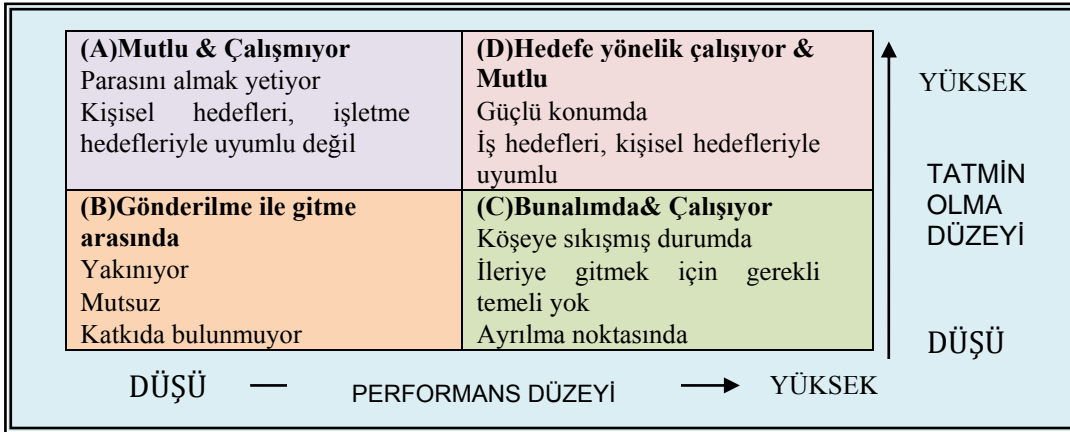 (A)Mutlu & Çalışmıyor
Parasını almak yetiyor
Kişisel hedefleri, işletme
hedefleriyle uyumlu değil
(D)Hedefe yönelik çalışıyor &
Mutlu
Güçlü konumda
İş hedefleri, kişisel hedefleriyle
uyumlu
(B)Gönderilme ile gitme
arasında
Yakınıyor
Mutsuz
Katkıda bulunmuyor
(C)Bunalımda& Çalışıyor
Köşeye sıkışmış durumda
İleriye gitmek için gerekli
temeli yok
Ayrılma noktasında
YÜKSEK
TATMİN
OLMA
DÜZEYİ
DÜŞÜ
DÜŞÜ
PERFORMANS DÜZEYİ
YÜKSEK